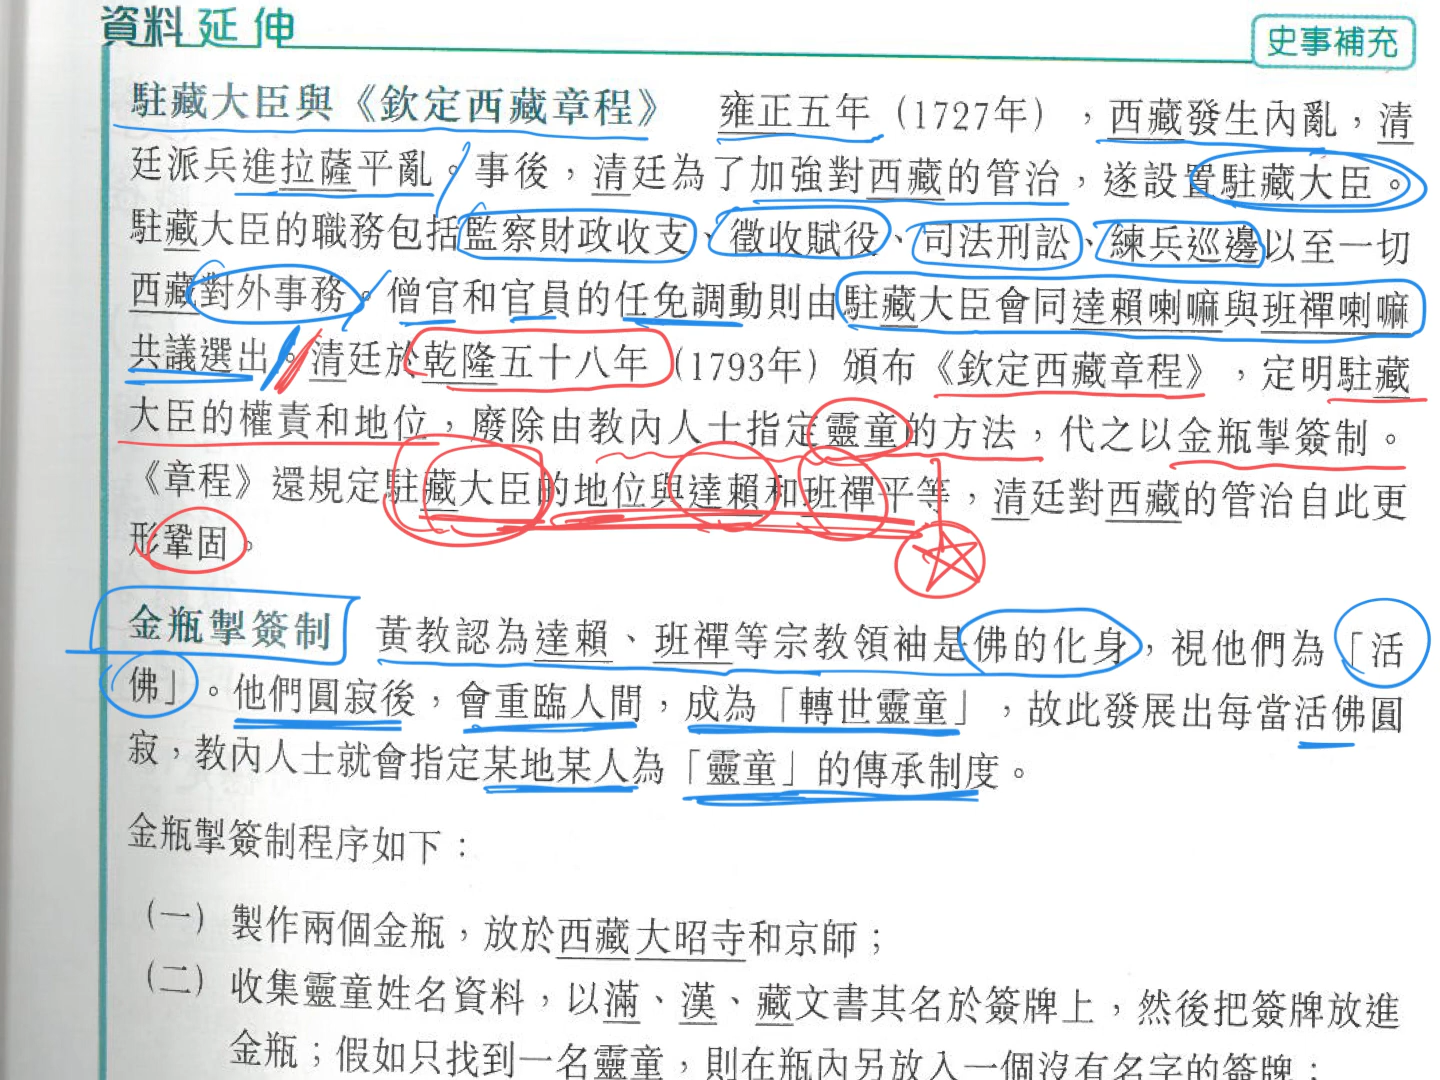 資料延伸
史事補充
駐藏大臣與《欽定西藏章程》 雍正五年（1727年），西藏發生內亂，清
廷派兵進拉薩平亂。事後，清廷為了加強對西藏的管治，遂設置駐藏大臣。
駐藏大臣的職務包括監察財政收支、徵收賦役、司法刑訟、練兵巡邊以至一切
西藏對外事務。僧官和官員的任免調動則由駐藏大臣會同達賴喇嘛與班禪喇嘛
共議選出。清廷於乾隆五十八年（1793年）頒布《欽定西藏章程》，定明駐藏
大臣的權責和地位，廢除由教內人士指定靈童的方法，代之以金瓶掣簽制。
《章程》還規定駐藏大臣的地位與達賴和班禪平等，清廷對西藏的管治自此更
形鞏固。
金瓶掣簽制 黃教認為達賴、班禪等宗教領袖是佛的化身，視他們為「活
佛」。他們圓寂後，會重臨人間，成為「轉世靈童」，故此發展出每當活佛圓
寂，教內人士就會指定某地某人為「靈童」的傳承制度。
金瓶掣簽制程序如下：
（一）製作兩個金瓶，放於西藏大昭寺和京師；
（二）收集靈童姓名資料，以滿、漢、藏文書其名於簽牌上，然後把簽牌放進
金瓶；假如只找到一名靈童，則在瓶內另放入一個沒有名字的簽牌；